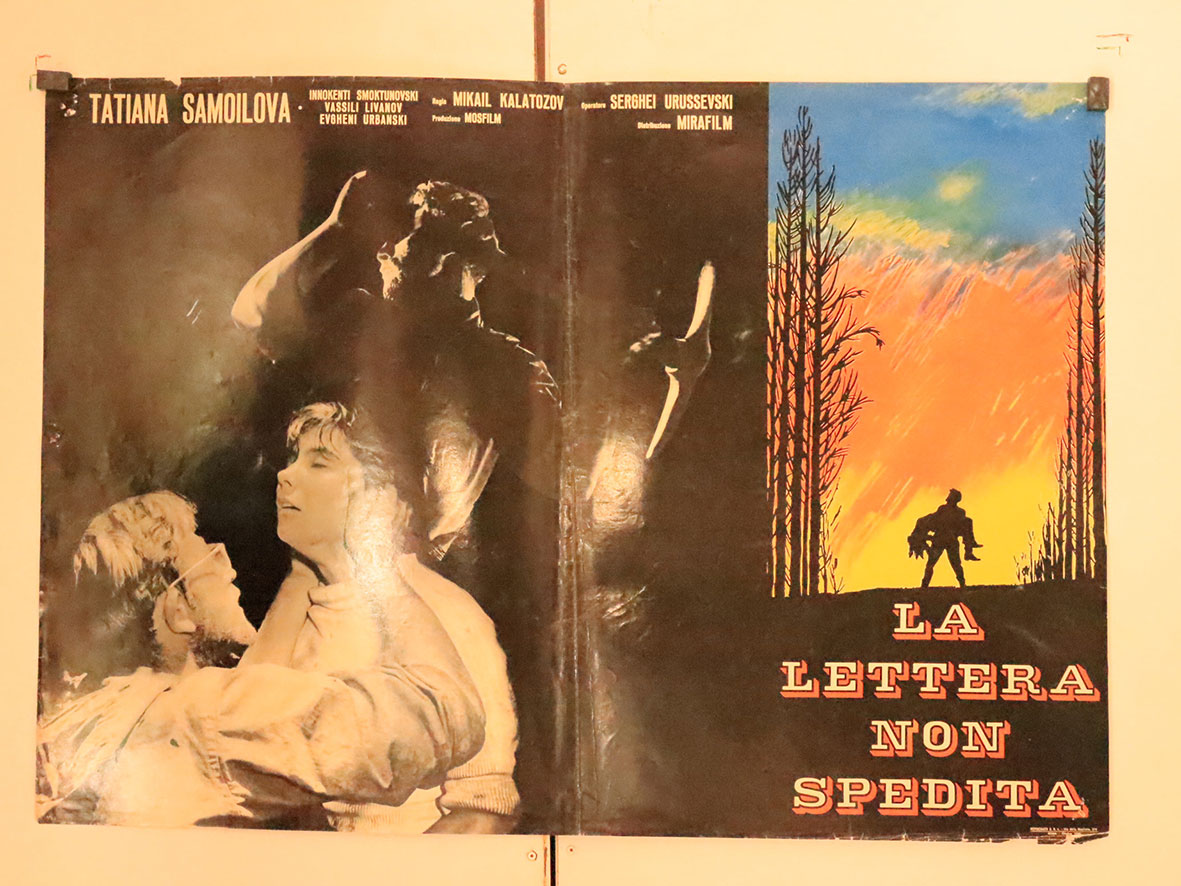 TATIANA SAMOILOVA
INNOKENTI SMOKTUNOVSKI
VASSILI LIVANOV
EVGHENI URBANSKI
Regia MIKAIL KALATOZOV
Produzione MOSFILM
Operatore SERGHEI URUSSEVSKI
Distribuzione MIRAFILM
LA
LETTERA
NON
SPEDITA